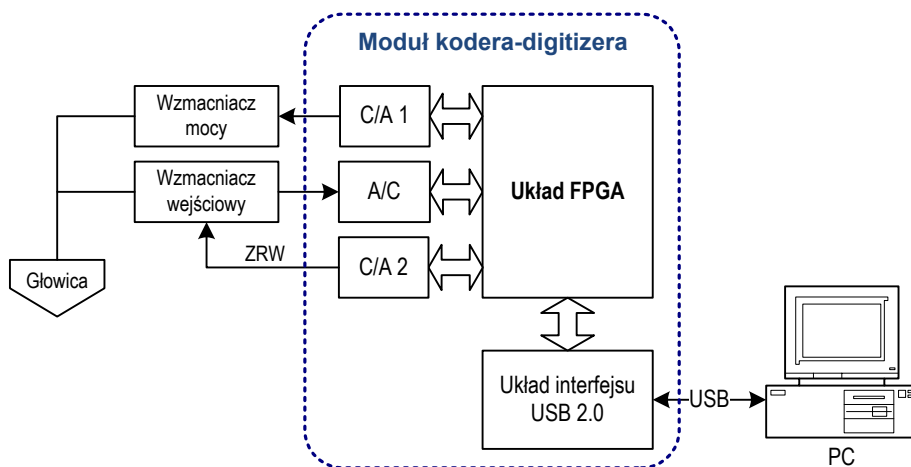 Moduł kodera-digitizera
Wzmacniacz
mocy
C/A 1
Wzmacniacz
wejściowy
A/C
Układ FPGA
ZRW
C/A 2
Głowica
Układ interfejsu
USB 2.0
USB
PC